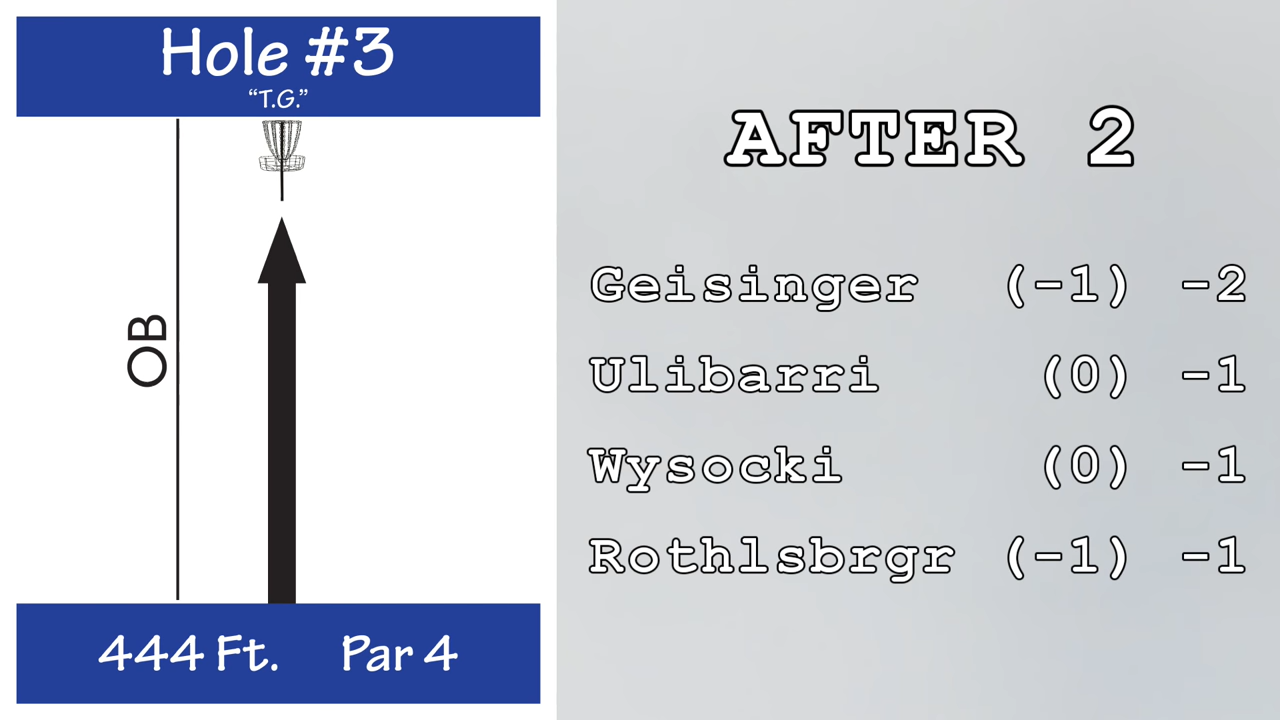 Hole #3
“T.G.”
OB
444 Ft. Par 4
AFTER 2
Geisinger (-1) -2
Ulibarri (0) -1
Wysocki (0) -1
Rothlsbrgr (-1) -1